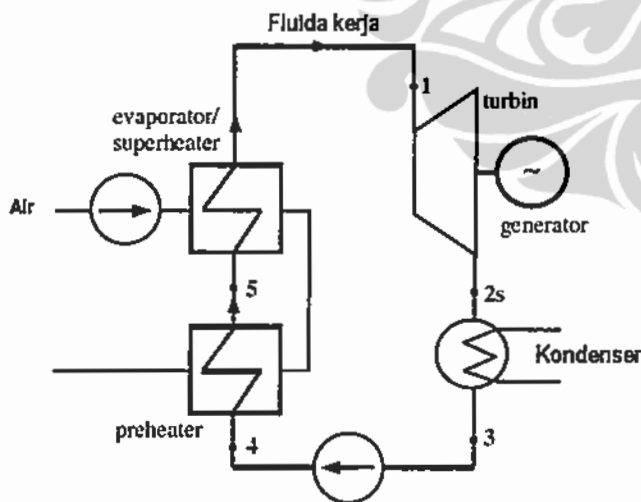 Fluida kerja
1
turbin
evaporator/
superheater
Air
~
generator
5
2s
Kondenser
preheater
4
3